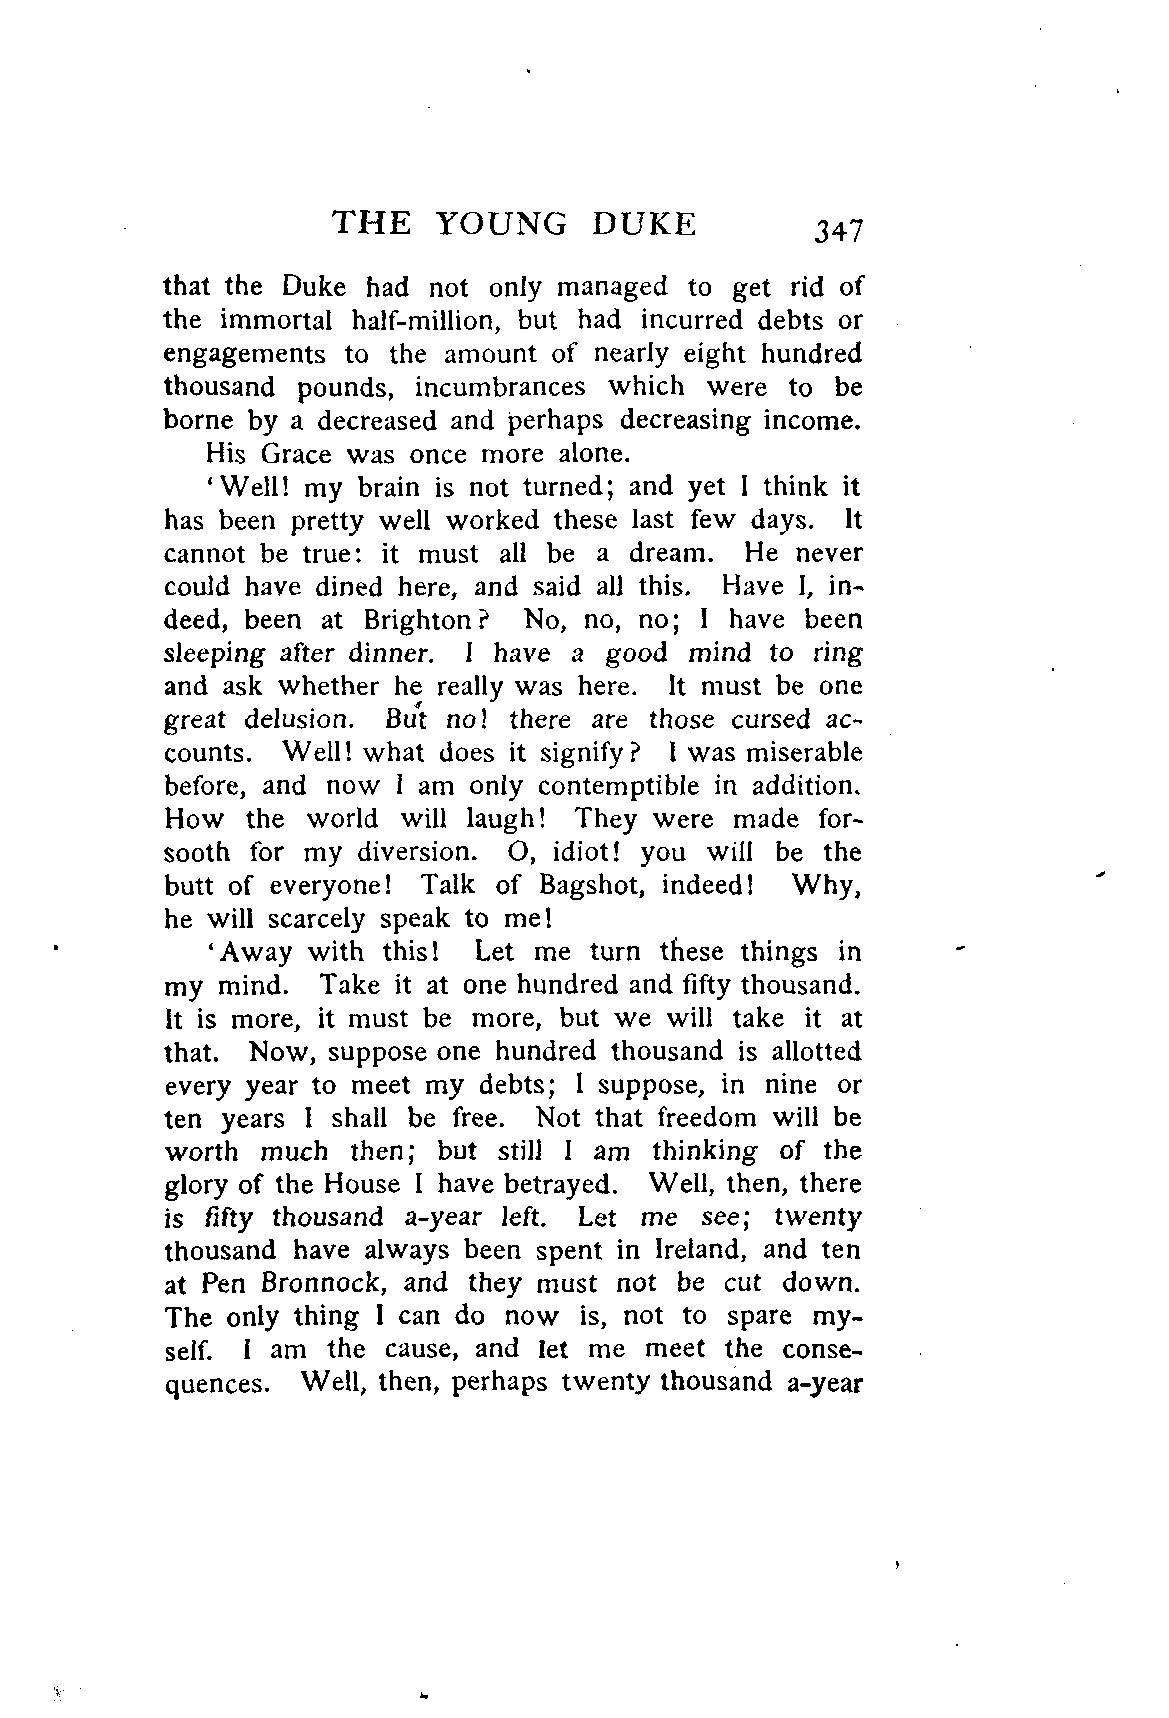 THE YOUNG DUKE 347
that the Duke had not only managed to get rid of
the immortal half-million, but had incurred debts or
engagements to the amount of nearly eight hundred
thousand pounds, incumbrances which were to be
borne by a decreased and perhaps decreasing income.
His Grace was once more alone.
‘Well! my brain is not turned; and yet I think it
has been pretty well worked these last few days. It
cannot be true: it must all be a dream. He never
could have dined here, and said all this. Have I, in-
deed, been at Brighton? No, no, no; I have been
sleeping after dinner. I have a good mind to ring
and ask whether he really was here. It must be one
great delusion. But no! there are those cursed ac-
counts. Well! what does it signify? I was miserable
before, and now I am only contemptible in addition.
How the world will laugh! They were made for-
sooth for my diversion. O, idiot! you will be the
butt of everyone! Talk of Bagshot, indeed! Why,
he will scarcely speak to me!
‘Away with this! Let me turn these things in
my mind. Take it at one hundred and fifty thousand.
It is more, it must be more, but we will take it at
that. Now, suppose one hundred thousand is allotted
every year to meet my debts; I suppose, in nine or
ten years I shall be free. Not that freedom will be
worth much then; but still I am thinking of the
glory of the House I have betrayed. Well, then, there
is fifty thousand a-year left. Let me see; twenty
thousand have always been spent in Ireland, and ten
at Pen Bronnock, and they must not be cut down.
The only thing I can do now is, not to spare my-
self. I am the cause, and let me meet the conse-
quences. Well, then, perhaps twenty thousand a-year